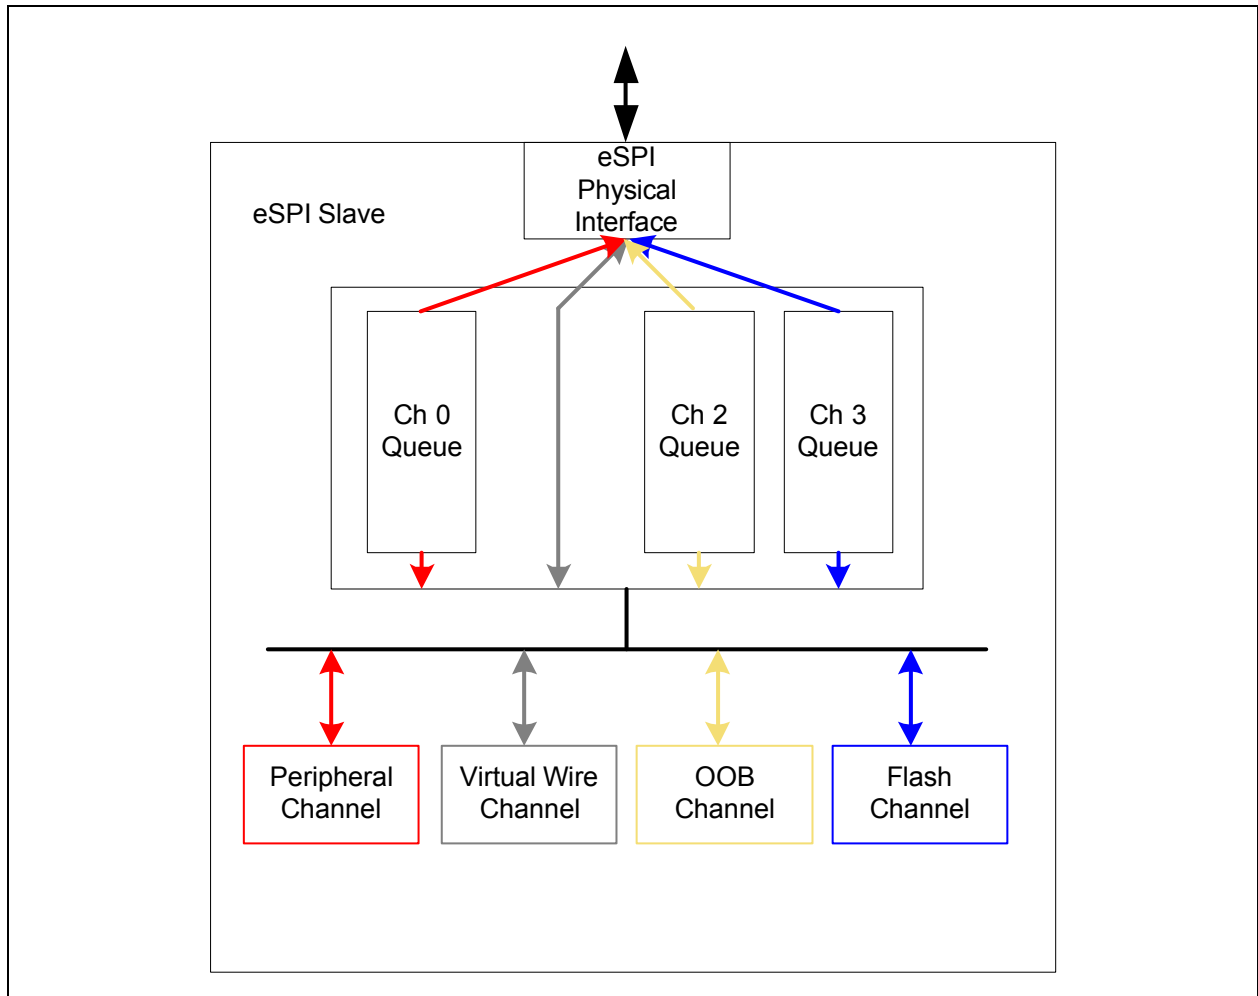 eSPI
Physical
Interface
eSPI Slave
Ch 0
Queue
Ch 2
Queue
Ch 3
Queue
Peripheral
Channel
Virtual Wire
Channel
OOB
Channel
Flash
Channel